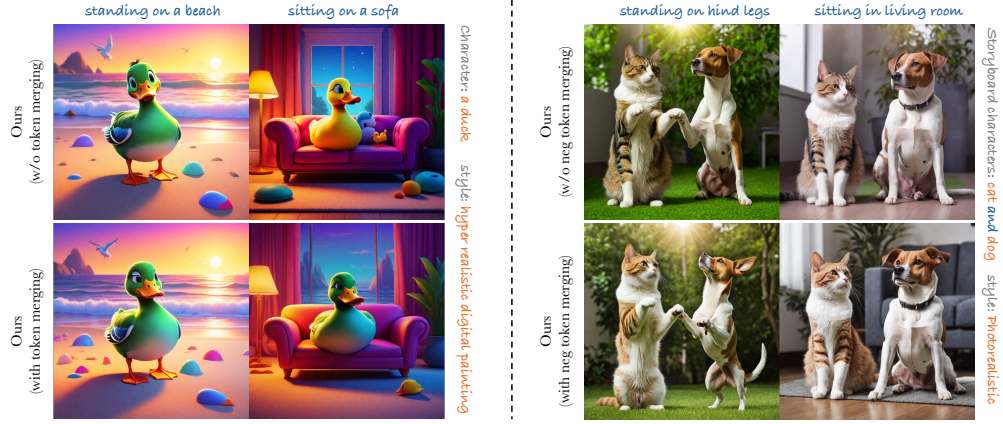 standing on a beach
sitting on a sofa
Ours
(w/o token merging)
Ours
(with token merging)
Character: a duck
style: hyper realistic digital painting
standing on hind legs
sitting in living room
Ours
(w/o neg token merging)
Ours
(with neg token merging)
Storyboard characters: cat and dog
style: Photorealistic